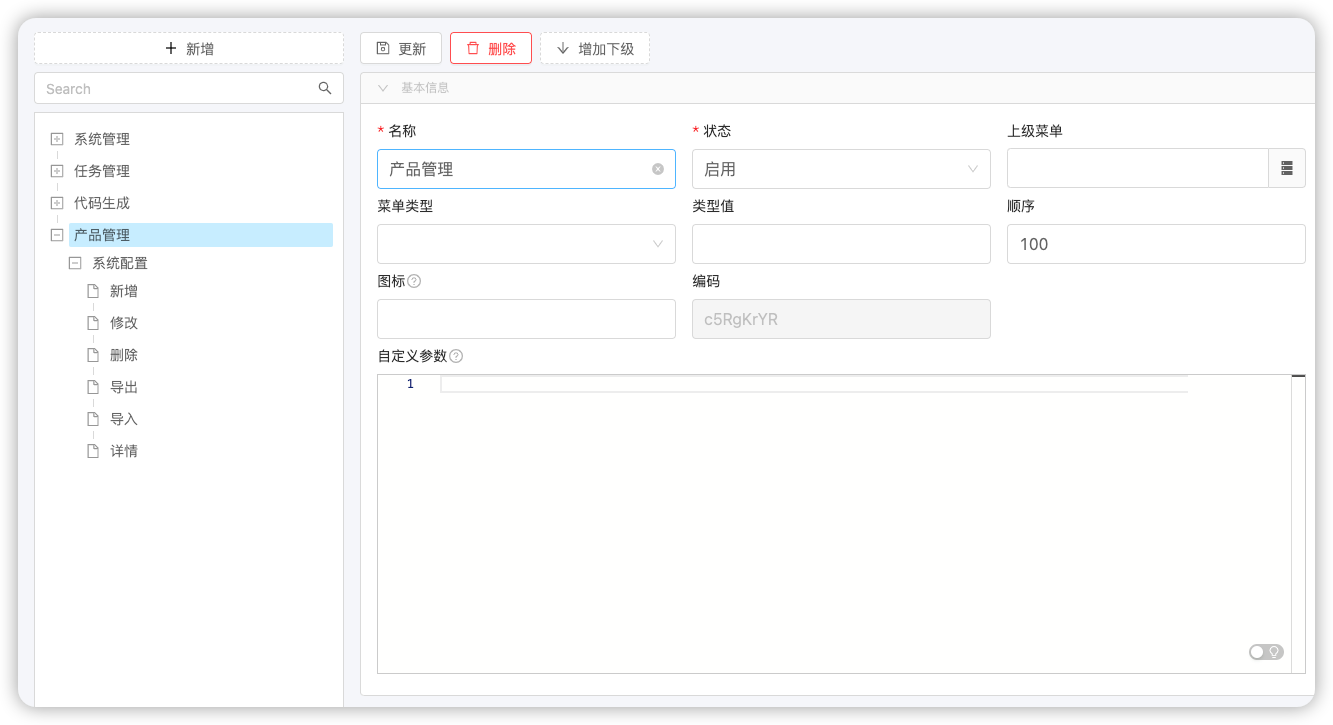 新增
Search
系统管理
任务管理
代码生成
产品管理
系统配置
新增
修改
删除
导出
导入
详情
更新 删除 增加下级
基本信息
* 名称 * 状态 上级菜单
产品管理 启用
菜单类型 类型值 顺序
100
图标 编码
c5RgKrYR
自定义参数
1